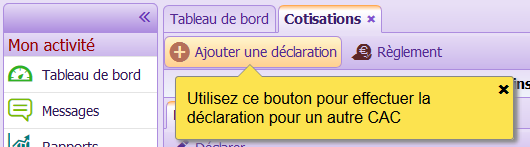 Tableau de bord
Cotisations
Mon activité
Ajouter une déclaration
Règlement
Tableau de bord
Utilisez ce bouton pour effectuer la
déclaration pour un autre CAC
Messages
Rapports
Déclarer